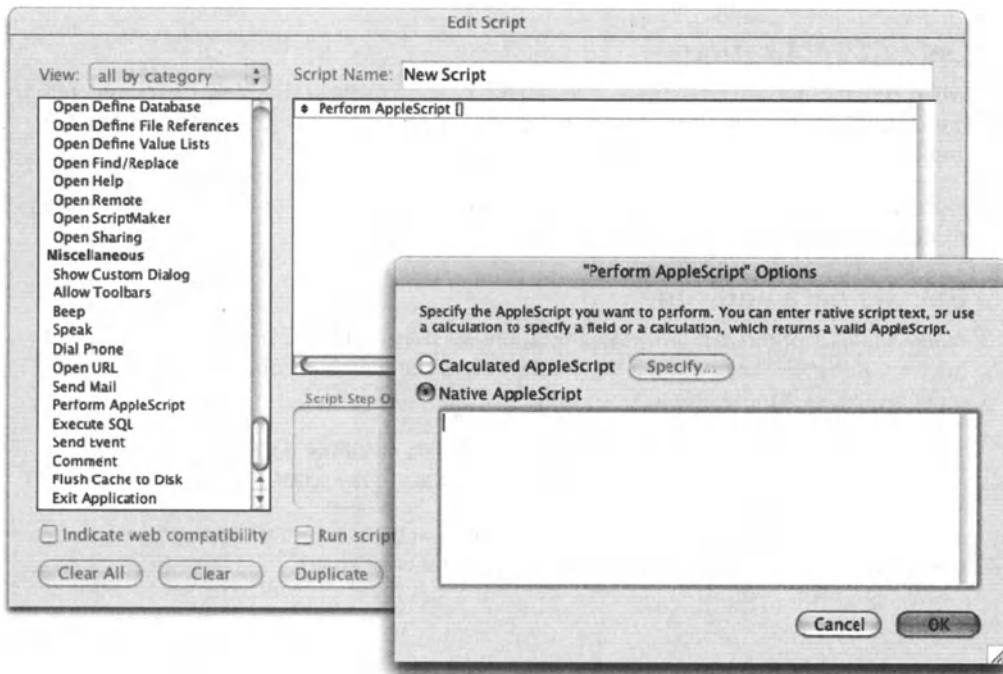 Edit Script
View: all by category
Script Name: New Script
Open Define Database
Open Define File References
Open Define Value Lists
Open Find/Replace
Open Help
Open Remote
Open ScriptMaker
Open Sharing
Miscellaneous
Show Custom Dialog
Allow Toolbars
Beep
Speak
Dial Phone
Open URL
Send Mail
Perform AppleScript
Execute SQL
Send Event
Comment
Flush Cache to Disk
Exit Application
Perform AppleScript []
Script Step O
Indicate web compatibility
Run script
Clear All
Clear
Duplicate
"Perform AppleScript" Options
Specify the AppleScript you want to perform. You can enter native script text, or use
a calculation to specify a field or a calculation, which returns a valid AppleScript.
Calculated AppleScript
Specify...
Native AppleScript
Cancel
OK